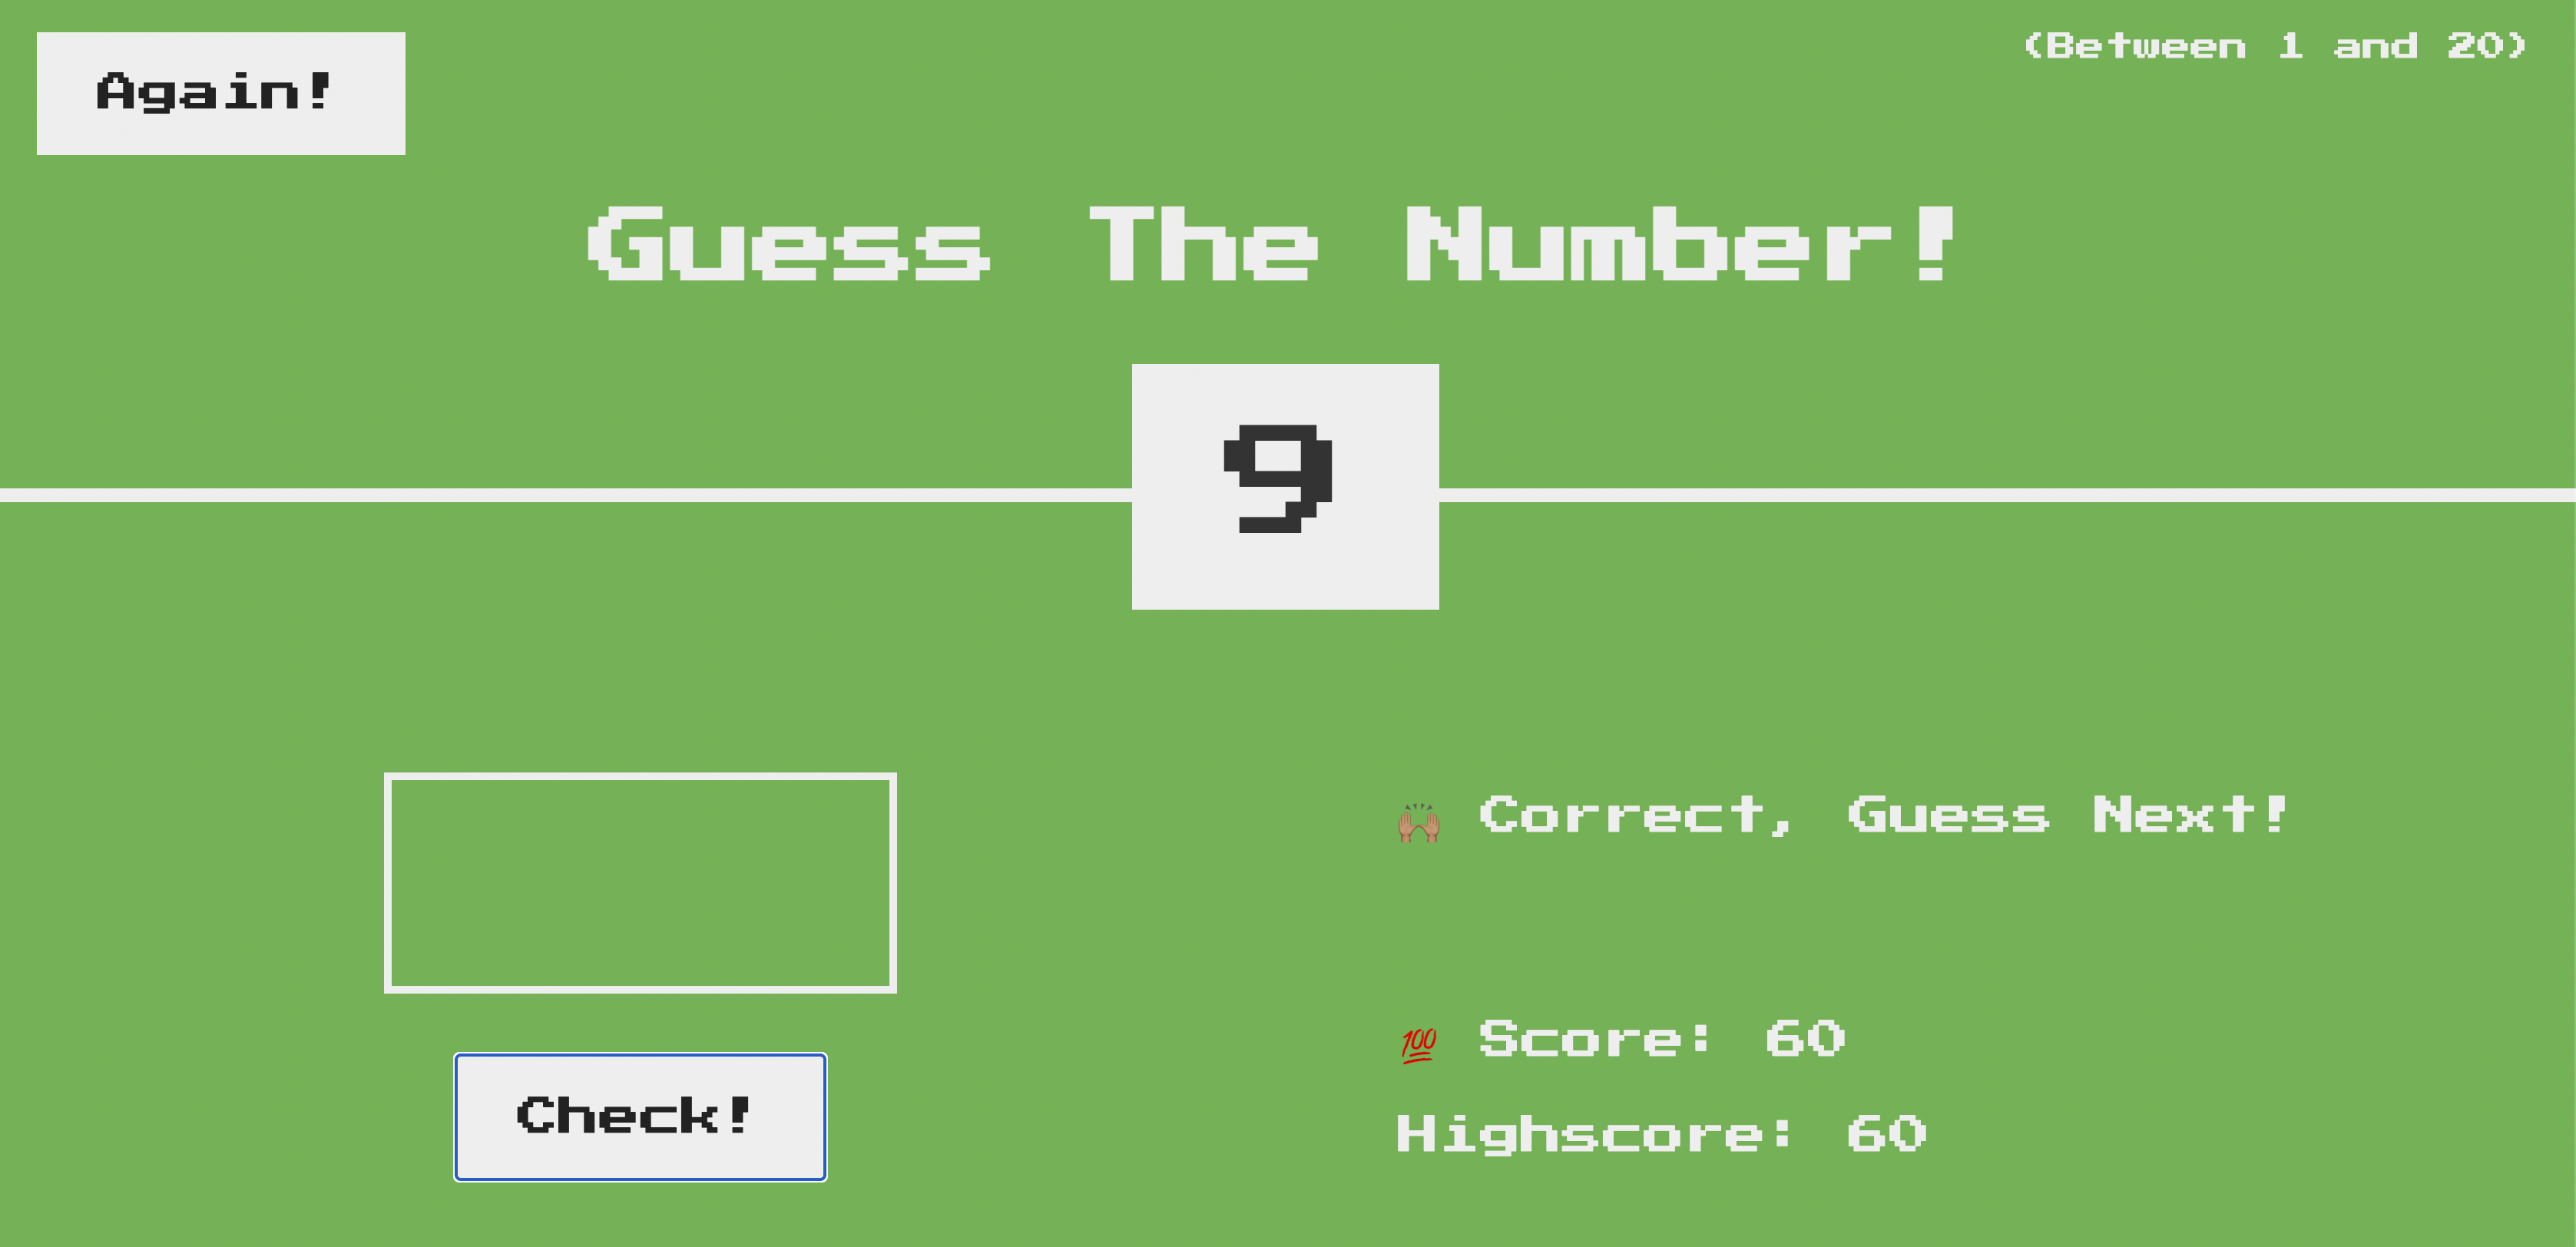 Again!
(Between 1 and 20)
Guess The Number!
9
🙌🏽 Correct, Guess Next!
💯 Score: 60
Highscore: 60
Check!